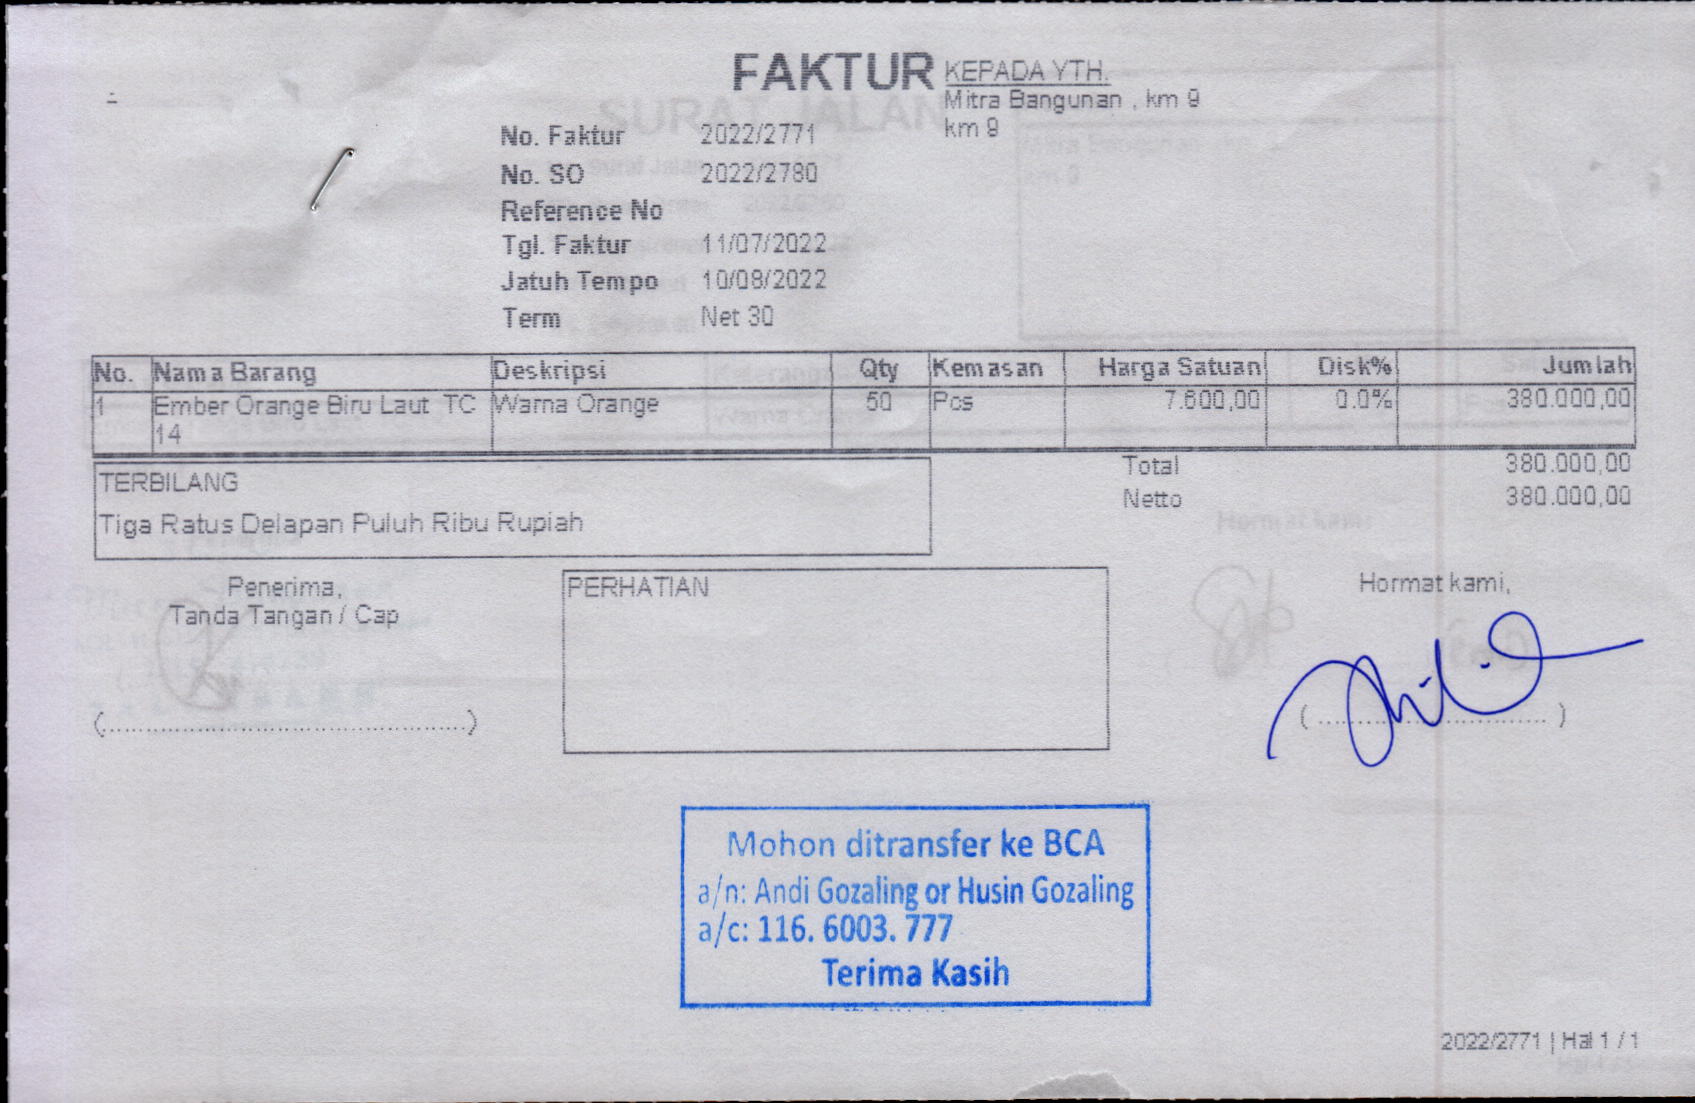 FAKTUR
KEPADA YTH.
Mitra Bangunan , km 9
km 9
No. Faktur 2022/2771
No. SO 2022/2780
Reference No
Tgl. Faktur 11/07/2022
Jatuh Tempo 10/08/2022
Term Net 30
No. Nama Barang Deskripsi Qty Kemasan Harga Satuan Disk% Jumlah
1 Ember Orange Biru Laut TC Warna Orange 50 Pcs 7.600,00 0.0% 380.000,00
14
Total 380.000,00
TERBILANG
Netto 380.000,00
Tiga Ratus Delapan Puluh Ribu Rupiah
Penerima,
Tanda Tangan / Cap
PERHATIAN
Hormat kami,
(..............................................)
(..............................)
Mohon ditransfer ke BCA
a/n: Andi Gozaling or Husin Gozaling
a/c: 116. 6003. 777
Terima Kasih
2022/2771 | Hal 1 / 1